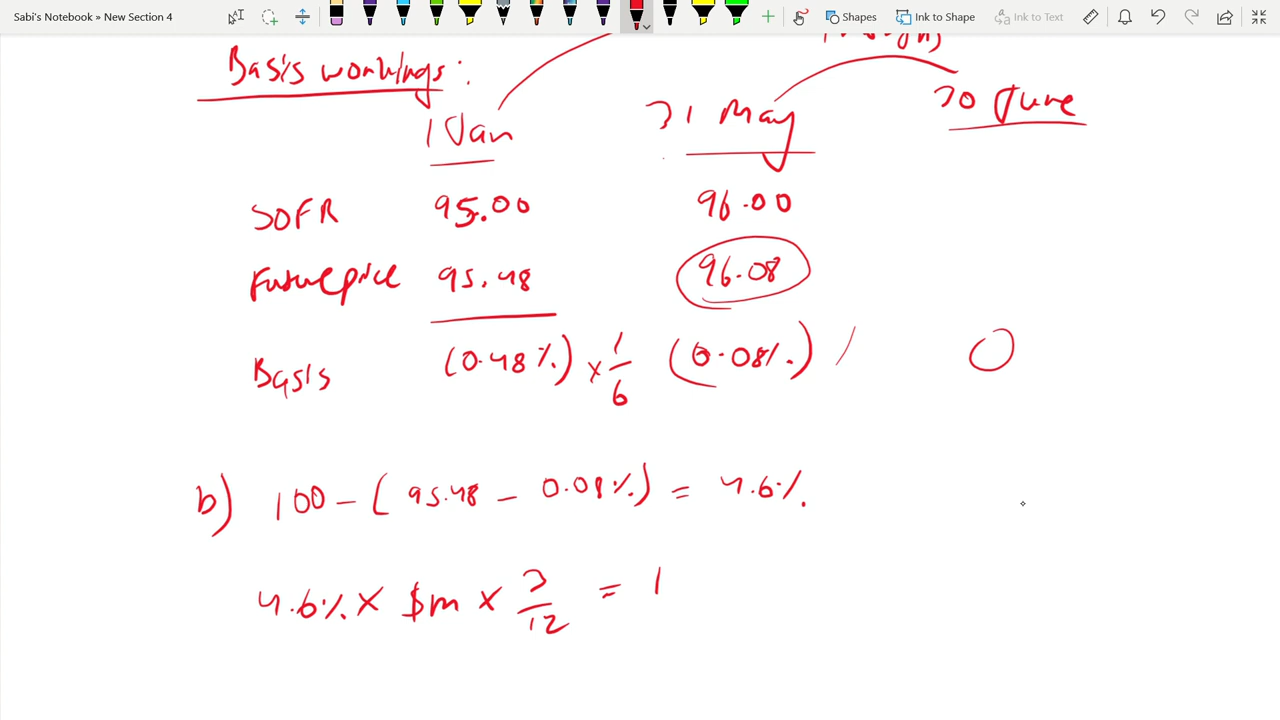 Sabi's Notebook » New Section 4
Shapes
Ink to Shape
Ink to Text
Basis workings:
1 Jan 31 May 30 June
SOFR 95.00 96.00
Future price 95.48 96.08
Basis (0.48%) × 1/6 (0.08%) 0
b) 100 - (95.48 - 0.08%) = 4.6%
4.6% × $m × 3/12 = 1